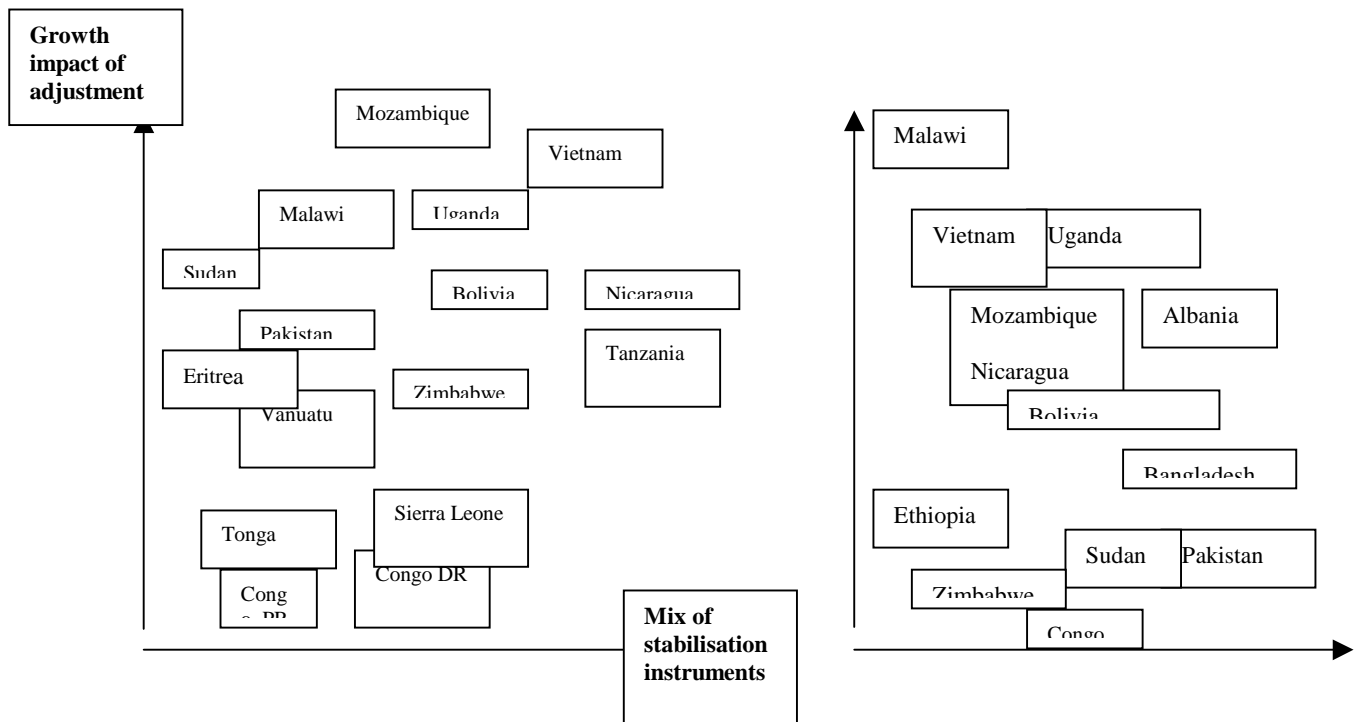 Growth
impact of
adjustment
Mozambique
Vietnam
Malawi
Uganda
Sudan
Bolivia
Nicaragua
Pakistan
Tanzania
Eritrea
Zimbabwe
Vanuatu
Sierra Leone
Tonga
Congo DR
Cong
o PR
Mix of
stabilisation
instruments
Malawi
Vietnam
Uganda
Mozambique
Albania
Nicaragua
Bolivia
Bangladesh
Ethiopia
Sudan
Pakistan
Zimbabwe
Congo